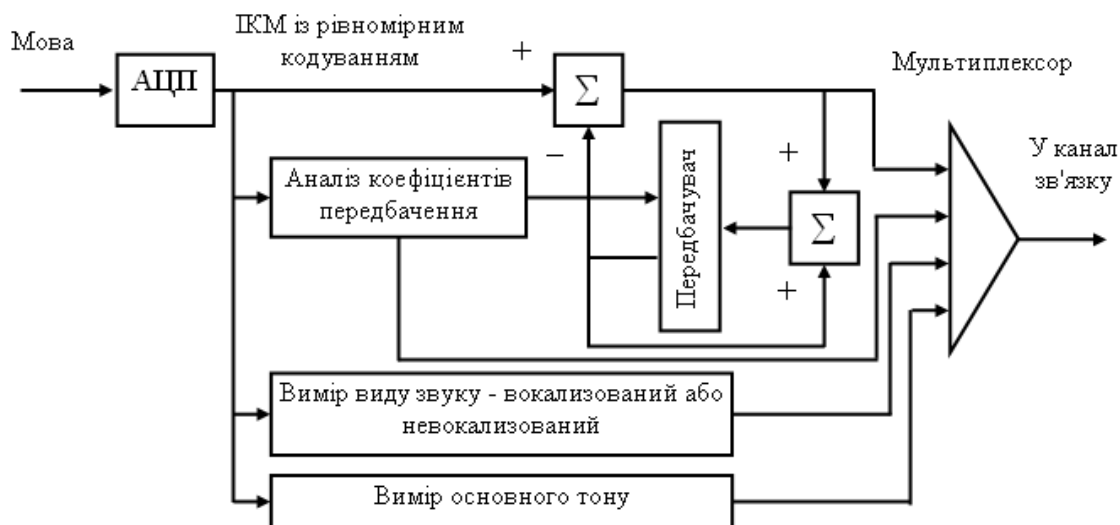 Мова
ІКМ із рівномірним
кодуванням
АЦП
+
Σ
Мультиплексор
−
Аналіз коефіцієнтів
передбачення
Передбачувач
+
Σ
+
У канал
зв'язку
Вимір виду звуку - вокализований або
невокализований
Вимір основного тону